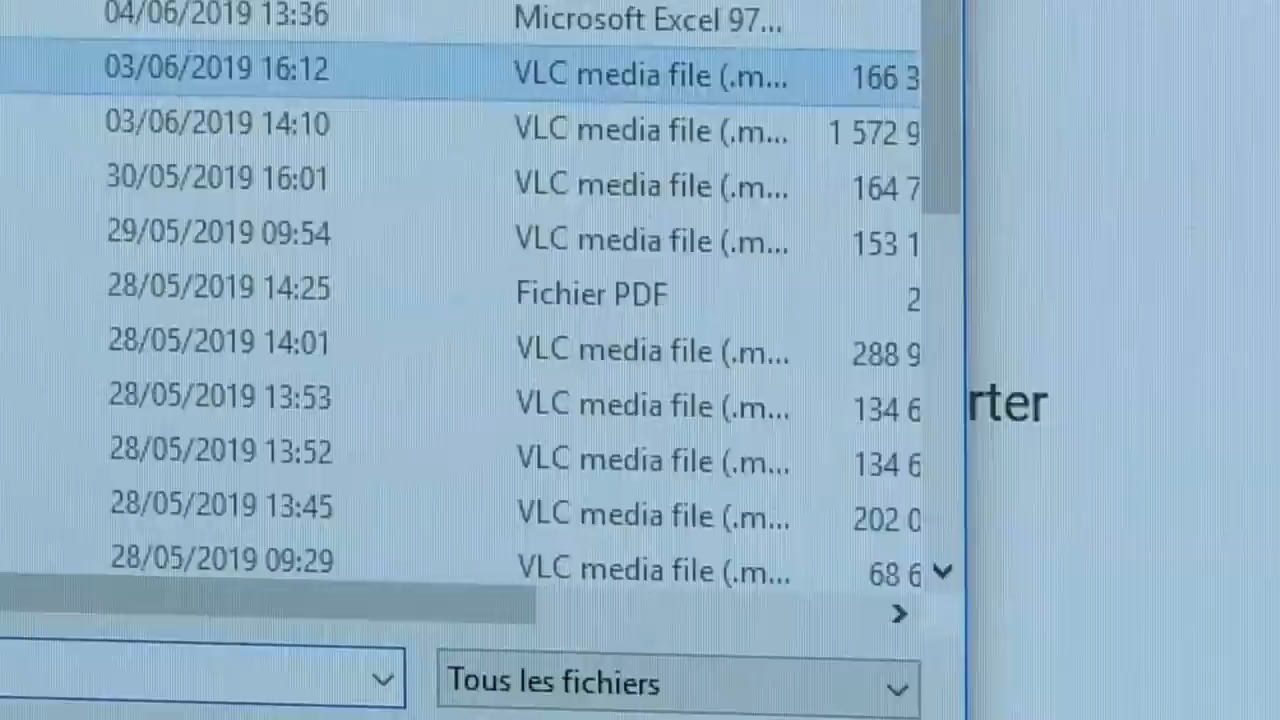 04/06/2019 13:36 Microsoft Excel 97...
03/06/2019 16:12 VLC media file (.m... 166 3
03/06/2019 14:10 VLC media file (.m... 1 572 9
30/05/2019 16:01 VLC media file (.m... 164 7
29/05/2019 09:54 VLC media file (.m... 153 1
28/05/2019 14:25 Fichier PDF 2
28/05/2019 14:01 VLC media file (.m... 288 9
28/05/2019 13:53 VLC media file (.m... 134 6
rter
28/05/2019 13:52 VLC media file (.m... 134 6
28/05/2019 13:45 VLC media file (.m... 202 0
28/05/2019 09:29 VLC media file (.m... 68 6
Tous les fichiers